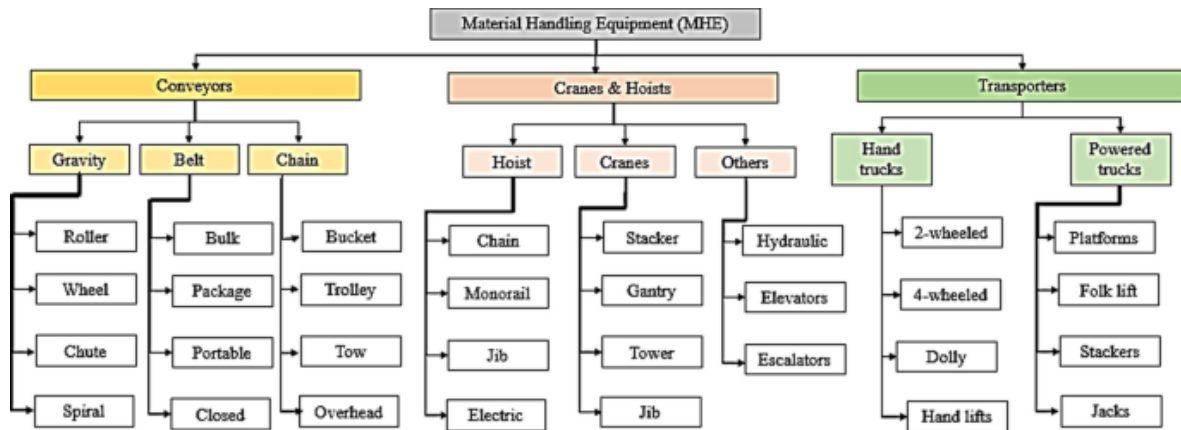 Material Handling Equipment (MHE)
Conveyors
Cranes & Hoists
Transporters
Gravity
Belt
Chain
Hoist
Cranes
Others
Hand
trucks
Powered
trucks
Roller
Wheel
Chute
Spiral
Bulk
Package
Portable
Closed
Bucket
Trolley
Tow
Overhead
Chain
Monorail
Jib
Electric
Stacker
Gantry
Tower
Jib
Hydraulic
Elevators
Escalators
2-wheeled
4-wheeled
Dolly
Hand lifts
Platforms
Folk lift
Stackers
Jacks